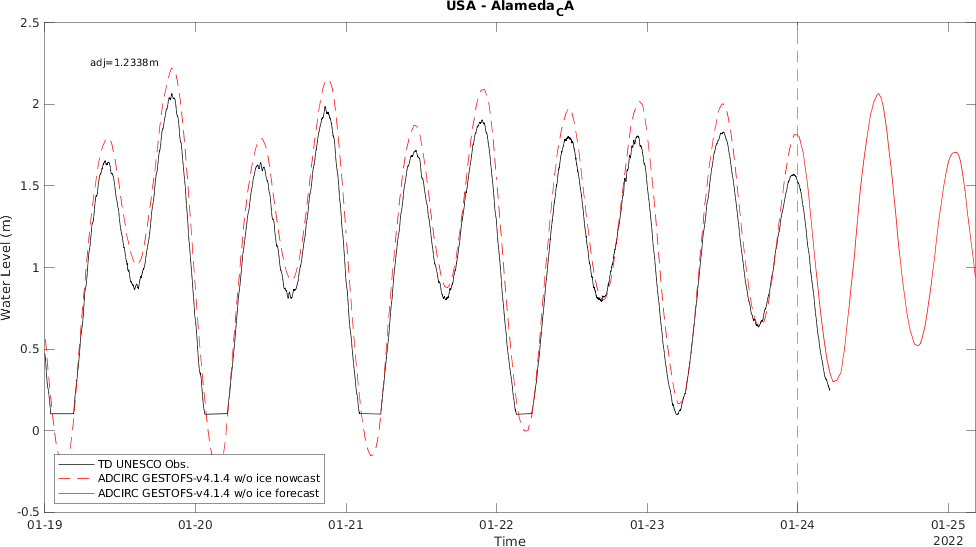 USA - Alameda_CA
2.5
adj=1.2338m
2
1.5
1
0.5
0
-0.5
Water Level (m)
TD UNESCO Obs.
ADCIRC GESTOFS-v4.1.4 w/o ice nowcast
ADCIRC GESTOFS-v4.1.4 w/o ice forecast
01-19 01-20 01-21 01-22 01-23 01-24 01-25
Time 2022